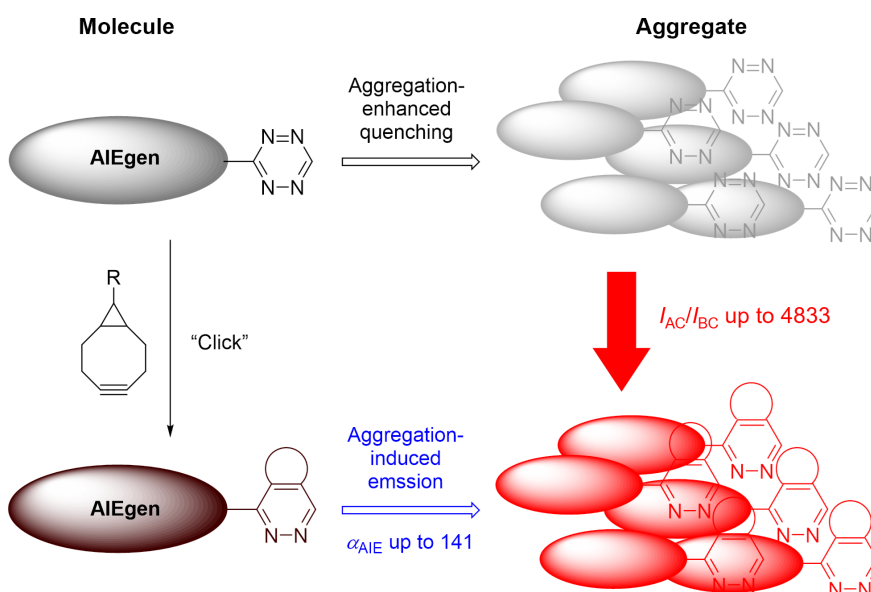 Molecule
Aggregate
Aggregation-
enhanced
quenching
AIEgen
N=N
N-N
N=N
N-N
N=N
N-N
N=N
N-N
N=N
N-N
N=N
N-N
R
"Click"
I_AC/I_BC up to 4833
Aggregation-
induced
emssion
α_AIE up to 141
AIEgen
N-N
N-N
N-N
N-N
N-N
N-N